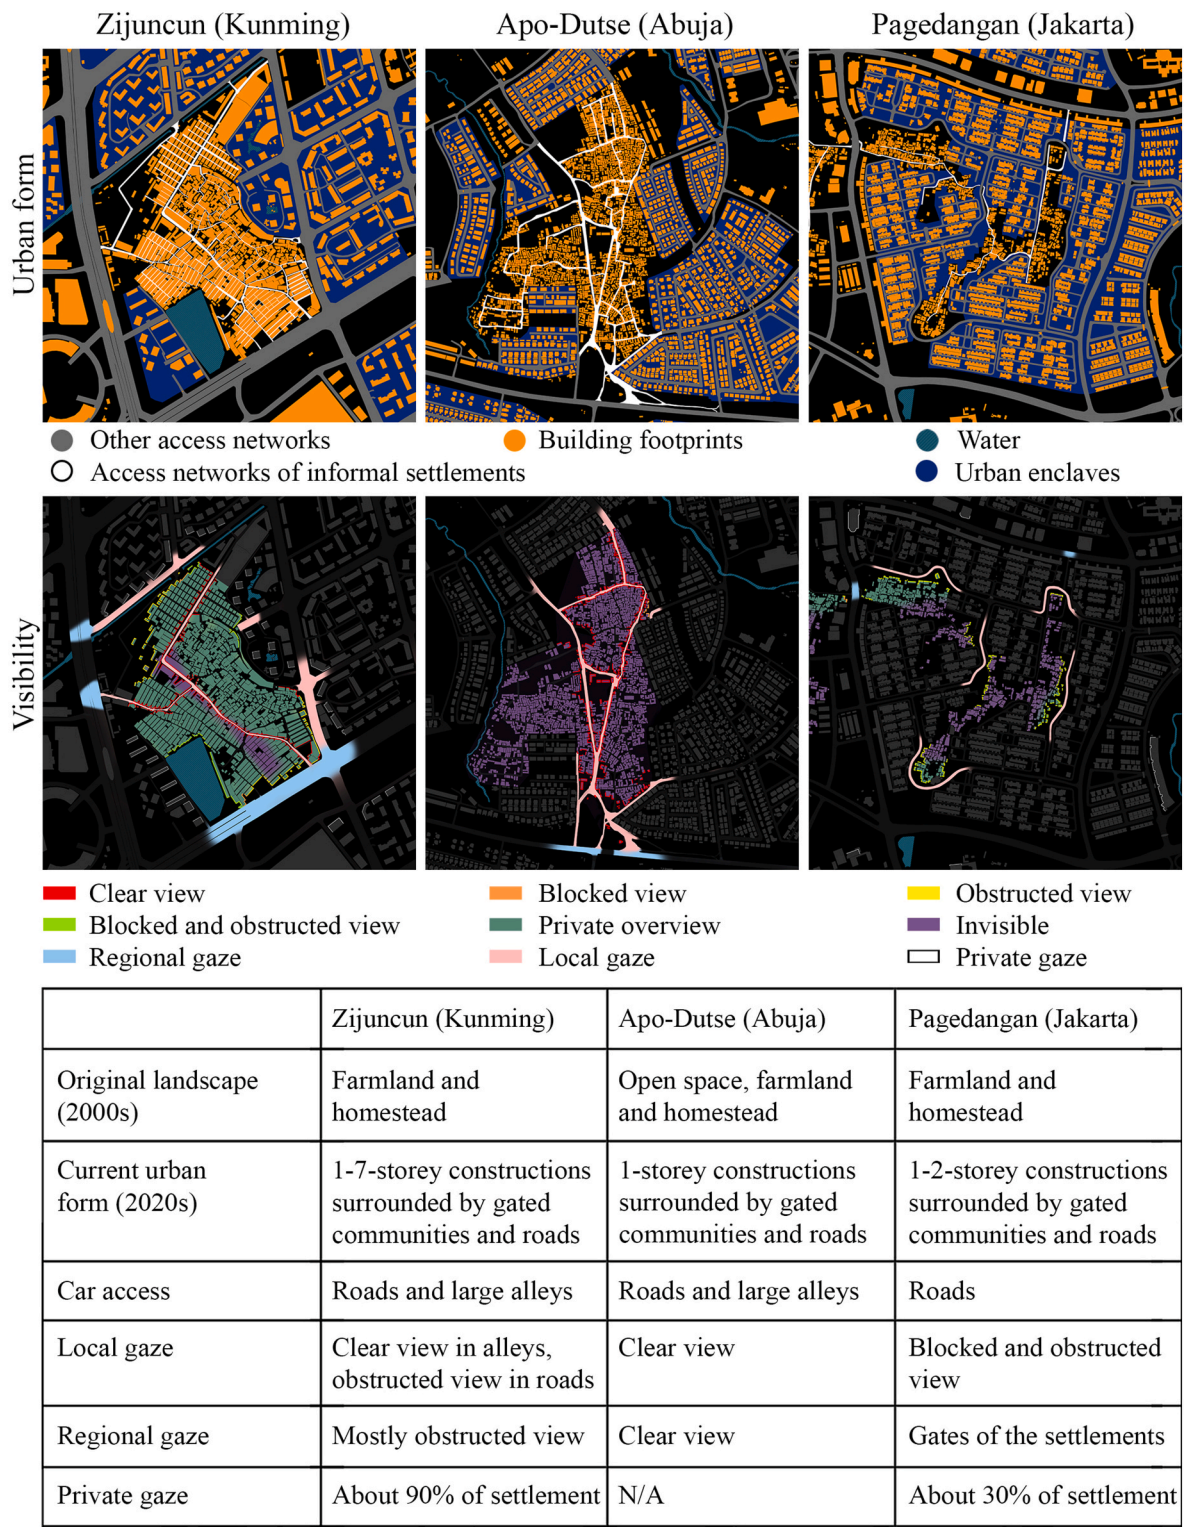 Zijuncun (Kunming)
Apo-Dutse (Abuja)
Pagedangan (Jakarta)
Urban form
Other access networks
Building footprints
Water
Access networks of informal settlements
Urban enclaves
Visibility
Clear view
Blocked view
Obstructed view
Blocked and obstructed view
Private overview
Invisible
Regional gaze
Local gaze
Private gaze
Zijuncun (Kunming)
Apo-Dutse (Abuja)
Pagedangan (Jakarta)
Original landscape
(2000s)
Farmland and
homestead
Open space, farmland
and homestead
Farmland and
homestead
Current urban
form (2020s)
1-7-storey constructions
surrounded by gated
communities and roads
1-storey constructions
surrounded by gated
communities and roads
1-2-storey constructions
surrounded by gated
communities and roads
Car access
Roads and large alleys
Roads and large alleys
Roads
Local gaze
Clear view in alleys,
obstructed view in roads
Clear view
Blocked and obstructed
view
Regional gaze
Mostly obstructed view
Clear view
Gates of the settlements
Private gaze
About 90% of settlement
N/A
About 30% of settlement